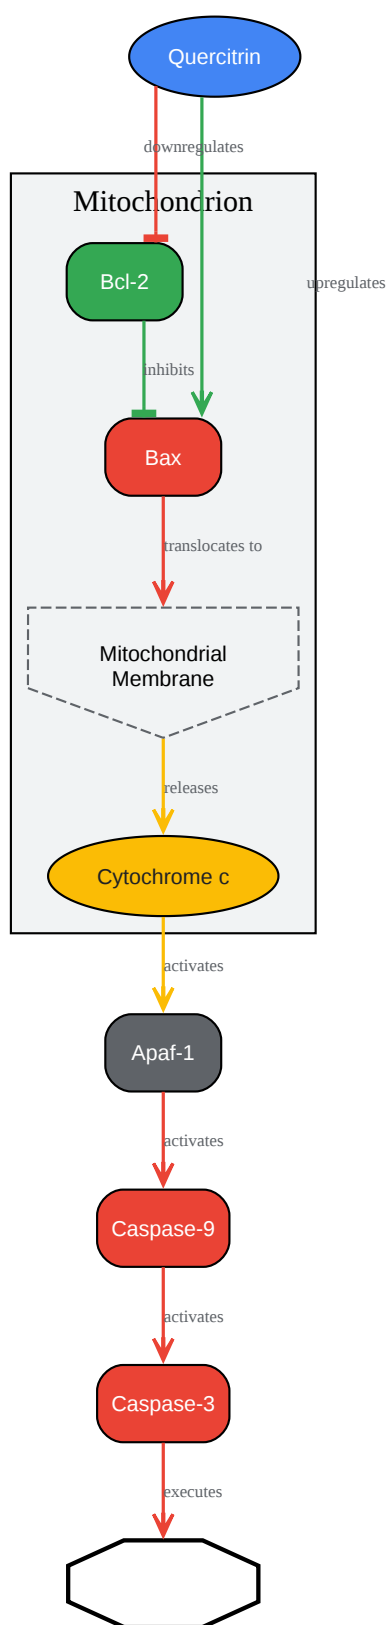 Quercitrin
downregulates
Mitochondrion
Bcl-2
upregulates
inhibits
Bax
translocates to
Mitochondrial
Membrane
releases
Cytochrome c
activates
Apaf-1
activates
Caspase-9
activates
Caspase-3
executes